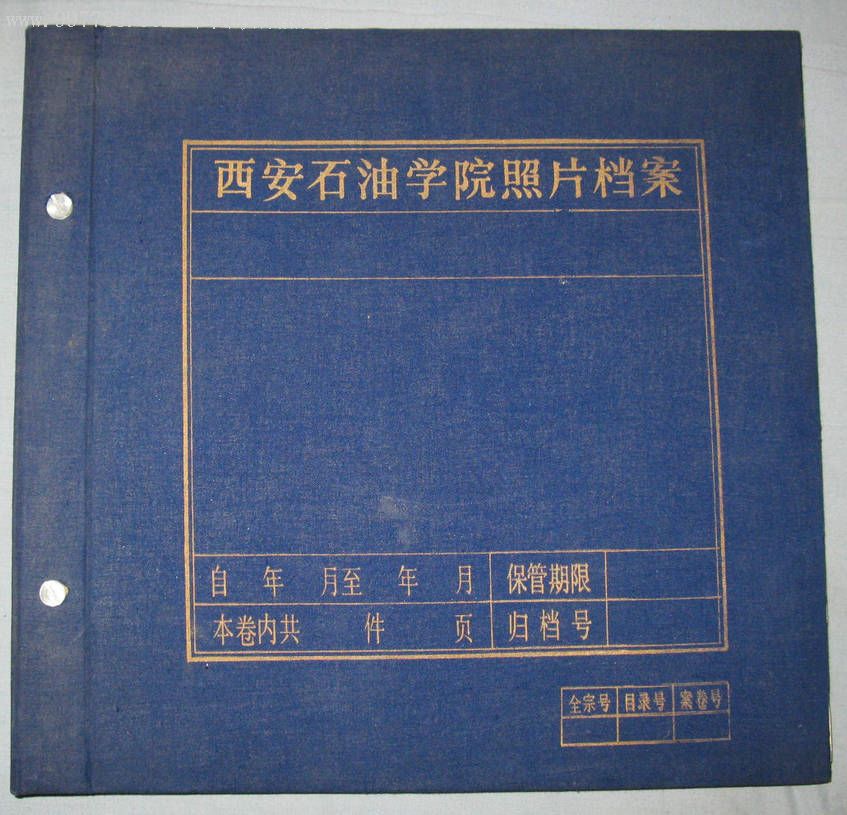 西安石油学院照片档案
自 年 月至 年 月 保管期限
本卷内共 件 页 归档号
全宗号 目录号 案卷号